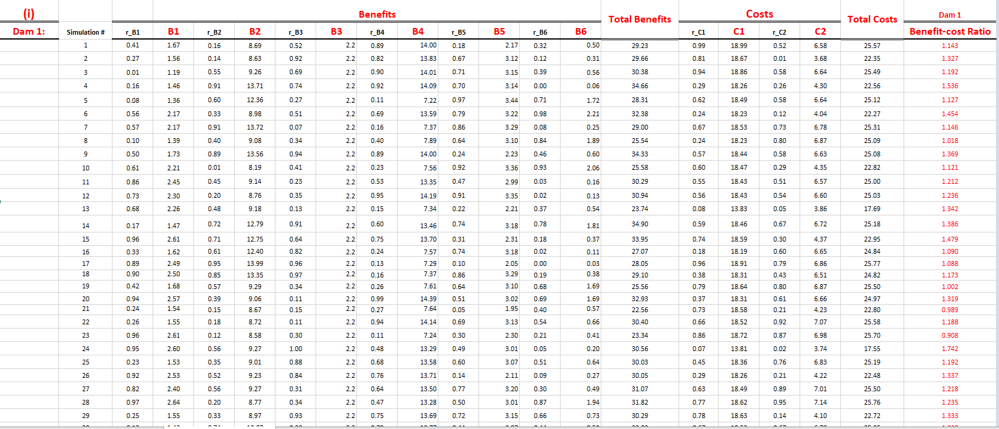 (i) Benefits Total Benefits Costs Total Costs Dam 1
Dam 1: Simulation # r_B1 B1 r_B2 B2 r_B3 B3 r_B4 B4 r_B5 B5 r_B6 B6 r_C1 C1 r_C2 C2 Benefit-cost Ratio
1 0.41 1.67 0.16 8.69 0.52 2.2 0.89 14.00 0.18 2.17 0.32 0.50 29.23 0.99 18.99 0.52 6.58 25.57 1.143
2 0.27 1.56 0.14 8.63 0.92 2.2 0.82 13.83 0.67 3.12 0.12 0.31 29.66 0.81 18.67 0.01 3.68 22.35 1.327
3 0.01 1.19 0.55 9.26 0.69 2.2 0.90 14.01 0.71 3.15 0.39 0.56 30.38 0.94 18.86 0.58 6.64 25.49 1.192
4 0.16 1.46 0.91 13.71 0.74 2.2 0.92 14.09 0.70 3.14 0.00 0.06 34.66 0.29 18.26 0.26 4.30 22.56 1.536
5 0.08 1.36 0.60 12.36 0.27 2.2 0.11 7.22 0.97 3.44 0.71 1.72 28.31 0.62 18.49 0.58 6.64 25.12 1.127
6 0.56 2.17 0.33 8.98 0.51 2.2 0.69 13.59 0.79 3.22 0.98 2.21 32.38 0.24 18.23 0.12 4.04 22.27 1.454
7 0.57 2.17 0.91 13.72 0.07 2.2 0.16 7.37 0.86 3.29 0.08 0.25 29.00 0.67 18.53 0.73 6.78 25.31 1.146
8 0.10 1.39 0.40 9.08 0.34 2.2 0.40 7.89 0.64 3.10 0.84 1.89 25.54 0.24 18.23 0.80 6.87 25.09 1.018
9 0.50 1.73 0.89 13.56 0.94 2.2 0.89 14.00 0.24 2.23 0.46 0.60 34.33 0.57 18.44 0.58 6.63 25.08 1.369
10 0.61 2.21 0.01 8.19 0.41 2.2 0.23 7.56 0.92 3.36 0.93 2.06 25.58 0.60 18.47 0.29 4.35 22.82 1.121
11 0.86 2.45 0.45 9.14 0.23 2.2 0.53 13.35 0.47 2.99 0.03 0.16 30.29 0.55 18.43 0.51 6.57 25.00 1.212
12 0.73 2.30 0.20 8.76 0.35 2.2 0.95 14.19 0.91 3.35 0.02 0.13 30.94 0.56 18.43 0.54 6.60 25.03 1.236
13 0.68 2.26 0.48 9.18 0.13 2.2 0.15 7.34 0.22 2.21 0.37 0.54 23.74 0.08 13.83 0.05 3.86 17.69 1.342
14 0.17 1.47 0.72 12.79 0.91 2.2 0.60 13.46 0.74 3.18 0.78 1.81 34.90 0.59 18.46 0.67 6.72 25.18 1.386
15 0.96 2.61 0.71 12.75 0.64 2.2 0.75 13.70 0.31 2.31 0.18 0.37 33.95 0.74 18.59 0.30 4.37 22.95 1.479
16 0.33 1.62 0.61 12.40 0.82 2.2 0.24 7.57 0.74 3.18 0.02 0.11 27.07 0.18 18.19 0.60 6.65 24.84 1.090
17 0.89 2.49 0.95 13.99 0.96 2.2 0.13 7.29 0.10 2.05 0.00 0.03 28.05 0.96 18.91 0.79 6.86 25.77 1.088
18 0.90 2.50 0.85 13.35 0.97 2.2 0.16 7.37 0.86 3.29 0.19 0.38 29.10 0.38 18.31 0.43 6.51 24.82 1.173
19 0.42 1.68 0.57 9.29 0.34 2.2 0.26 7.61 0.64 3.10 0.68 1.69 25.56 0.79 18.64 0.80 6.87 25.50 1.002
20 0.94 2.57 0.39 9.06 0.11 2.2 0.99 14.39 0.51 3.02 0.69 1.69 32.93 0.37 18.31 0.61 6.66 24.97 1.319
21 0.24 1.54 0.15 8.67 0.15 2.2 0.27 7.64 0.05 1.95 0.40 0.57 22.56 0.73 18.58 0.21 4.23 22.80 0.989
22 0.26 1.55 0.18 8.72 0.11 2.2 0.94 14.14 0.69 3.13 0.54 0.66 30.40 0.66 18.52 0.92 7.07 25.58 1.188
23 0.96 2.61 0.12 8.58 0.30 2.2 0.11 7.24 0.30 2.30 0.21 0.41 23.34 0.86 18.72 0.87 6.98 25.70 0.908
24 0.95 2.60 0.56 9.27 1.00 2.2 0.48 13.29 0.49 3.01 0.05 0.20 30.56 0.07 13.81 0.02 3.74 17.55 1.742
25 0.23 1.53 0.35 9.01 0.88 2.2 0.68 13.58 0.60 3.07 0.51 0.64 30.03 0.45 18.36 0.76 6.83 25.19 1.192
26 0.92 2.53 0.52 9.23 0.84 2.2 0.76 13.71 0.14 2.11 0.09 0.27 30.05 0.29 18.26 0.21 4.22 22.48 1.337
27 0.82 2.40 0.56 9.27 0.31 2.2 0.64 13.50 0.77 3.20 0.30 0.49 31.07 0.63 18.49 0.89 7.01 25.50 1.218
28 0.97 2.64 0.20 8.77 0.34 2.2 0.47 13.28 0.50 3.01 0.87 1.94 31.82 0.77 18.62 0.95 7.14 25.76 1.235
29 0.25 1.55 0.33 8.97 0.93 2.2 0.75 13.69 0.72 3.15 0.66 0.73 30.29 0.78 18.63 0.14 4.10 22.72 1.333